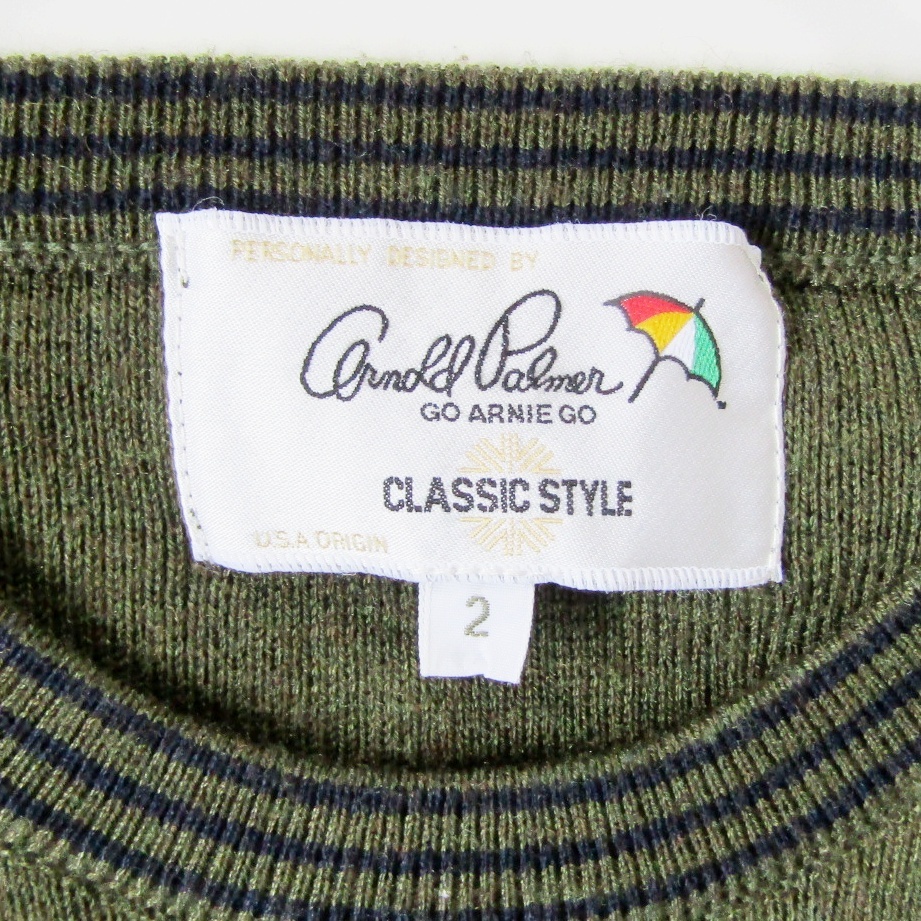 PERSONALLY DESIGNED BY
Arnold Palmer
GO ARNIE GO
CLASSIC STYLE
U.S.A ORIGIN
2